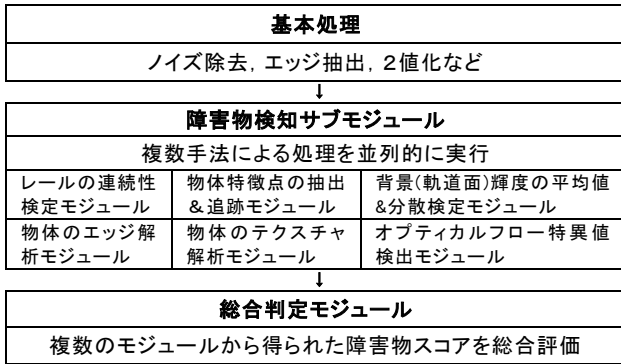 基本処理
ノイズ除去，エッジ抽出，２値化など
↓
障害物検知サブモジュール
複数手法による処理を並列的に実行
レールの連続性検定モジュール
物体特徴点の抽出＆追跡モジュール
背景(軌道面)輝度の平均値&分散検定モジュール
物体のエッジ解析モジュール
物体のテクスチャ解析モジュール
オプティカルフロー特異値検出モジュール
↓
総合判定モジュール
複数のモジュールから得られた障害物スコアを総合評価